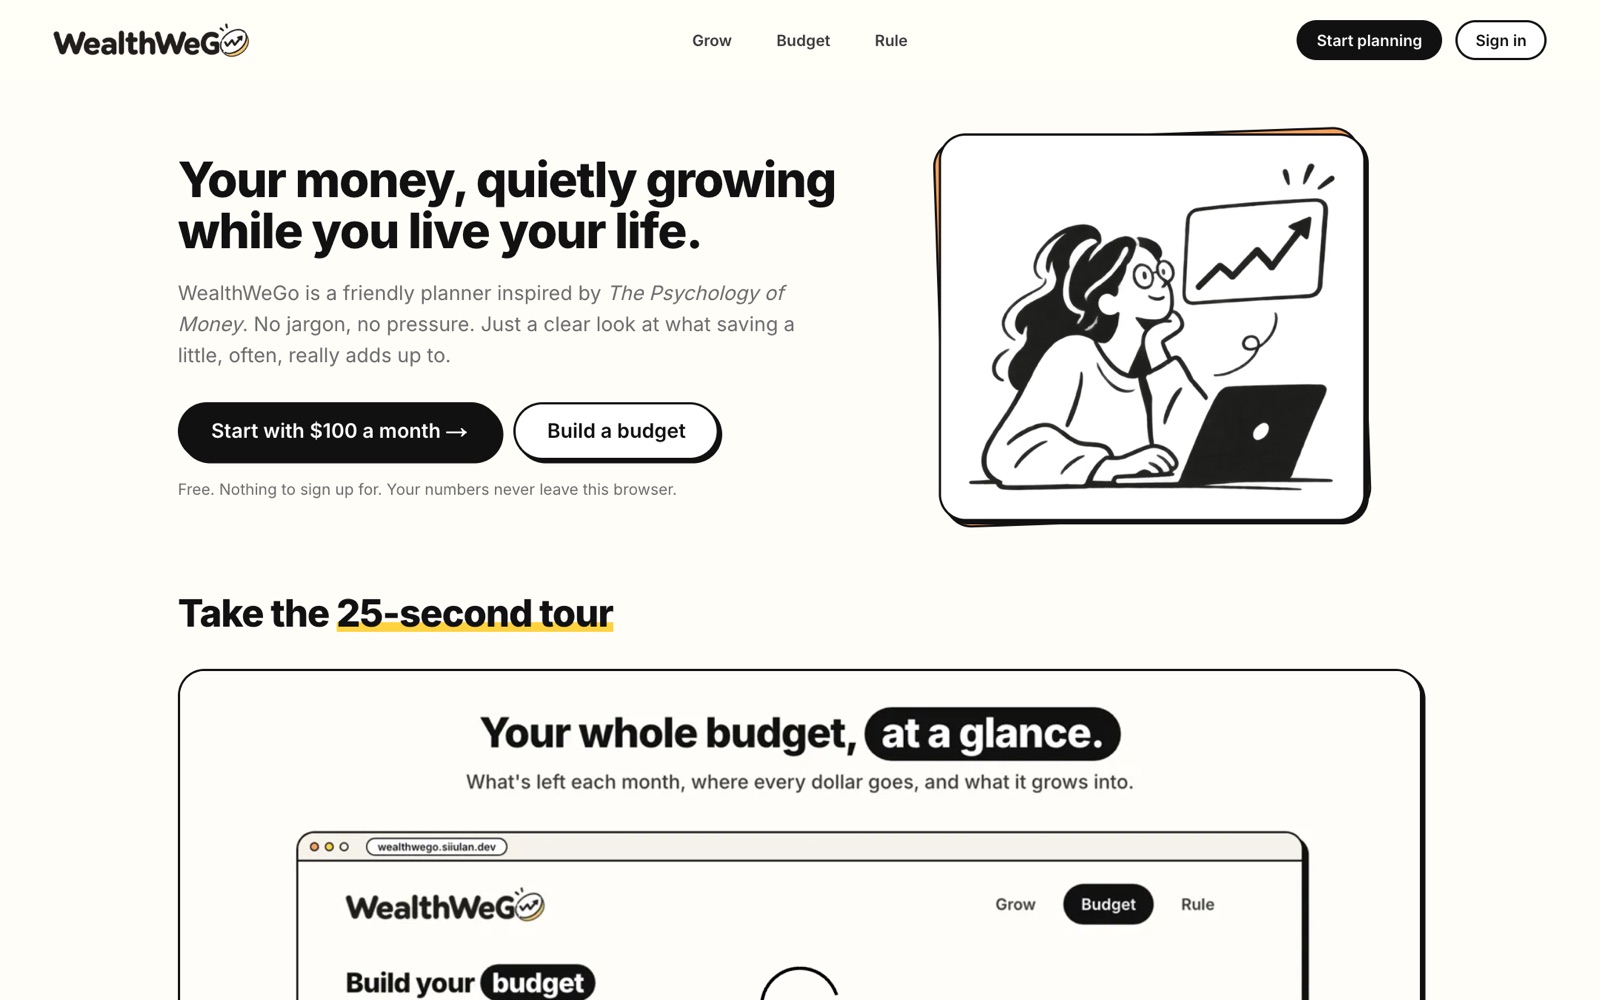 WealthWeGo
Grow
Budget
Rule
Start planning
Sign in
Your money, quietly growing
while you live your life.
WealthWeGo is a friendly planner inspired by The Psychology of
Money. No jargon, no pressure. Just a clear look at what saving a
little, often, really adds up to.
Start with $100 a month →
Build a budget
Free. Nothing to sign up for. Your numbers never leave this browser.
Take the 25-second tour
Your whole budget, at a glance.
What's left each month, where every dollar goes, and what it grows into.
wealthwego.siiulan.dev
WealthWeGo
Grow
Budget
Rule
Build your budget